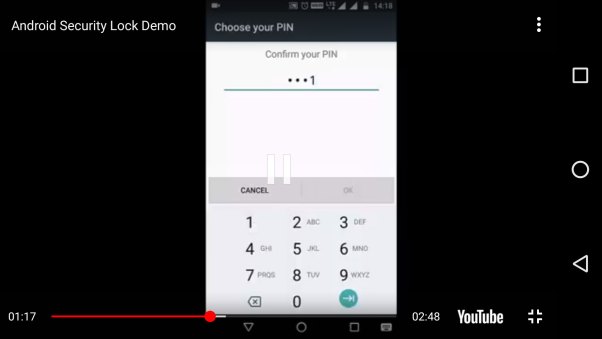 14:18
Android Security Lock Demo
Choose your PIN
Confirm your PIN
•••1
CANCEL OK
1 2 ABC 3 DEF
4 GHI 5 JKL 6 MNO
7 PRQS 8 TUV 9 WXYZ
0
01:17 02:48 YouTube